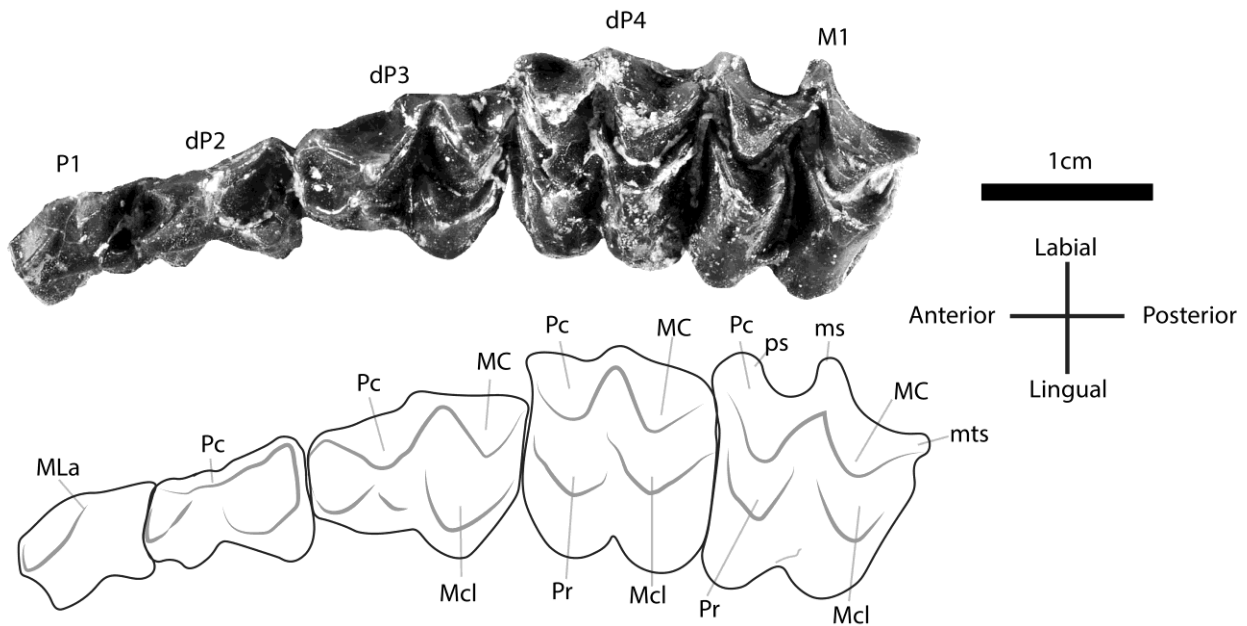 dP4
M1
dP3
dP2
P1
1cm
Labial
Anterior
Posterior
Lingual
Pc
MC
Pc
ps
ms
MC
Pc
MC
mts
Pc
MLa
Mcl
Pr
Mcl
Pr
Mcl